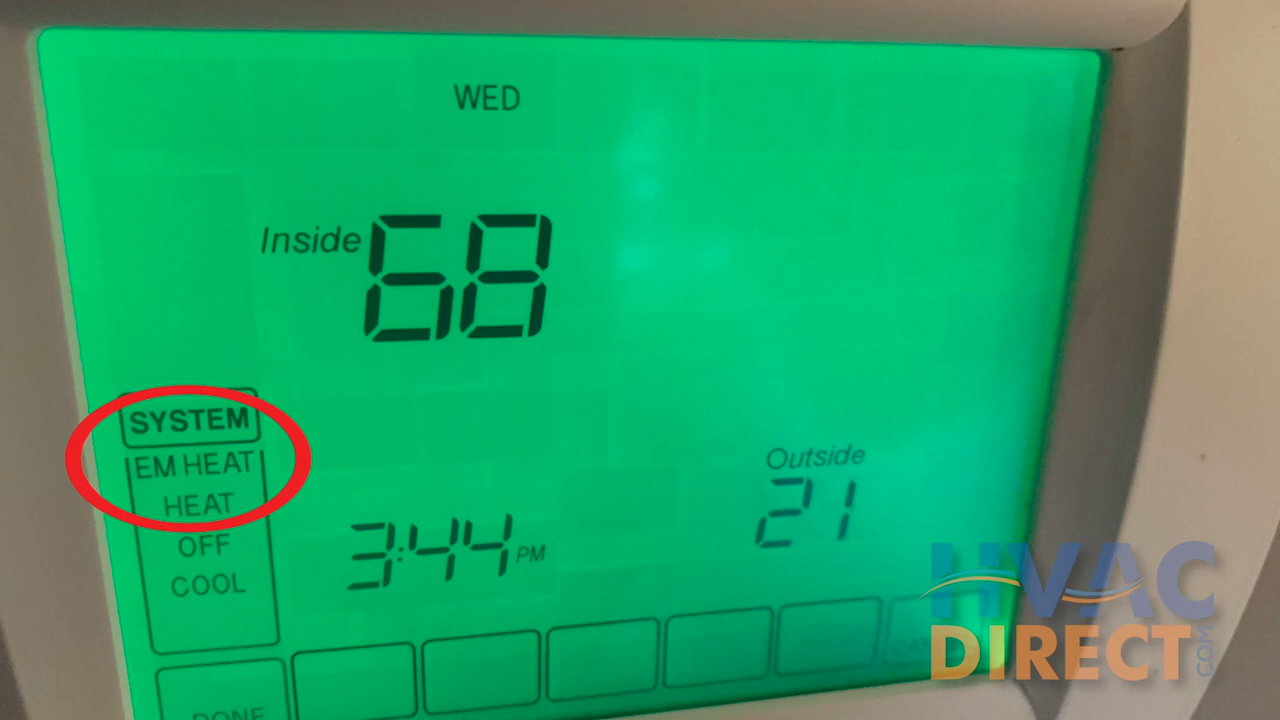 WED
Inside 68
SYSTEM
EM HEAT
HEAT
OFF
COOL
Outside
21
3:44 PM
DONE
HVAC
DIRECT
.COM